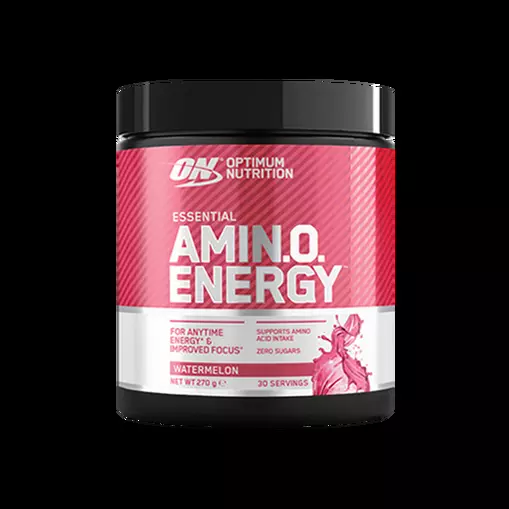 ON OPTIMUM
NUTRITION
ESSENTIAL
AMIN.O.
ENERGY™
FOR ANYTIME
ENERGY* &
IMPROVED FOCUS*
SUPPORTS AMINO
ACID INTAKE
ZERO SUGARS
WATERMELON
NET WT 270 g ℮
30 SERVINGS